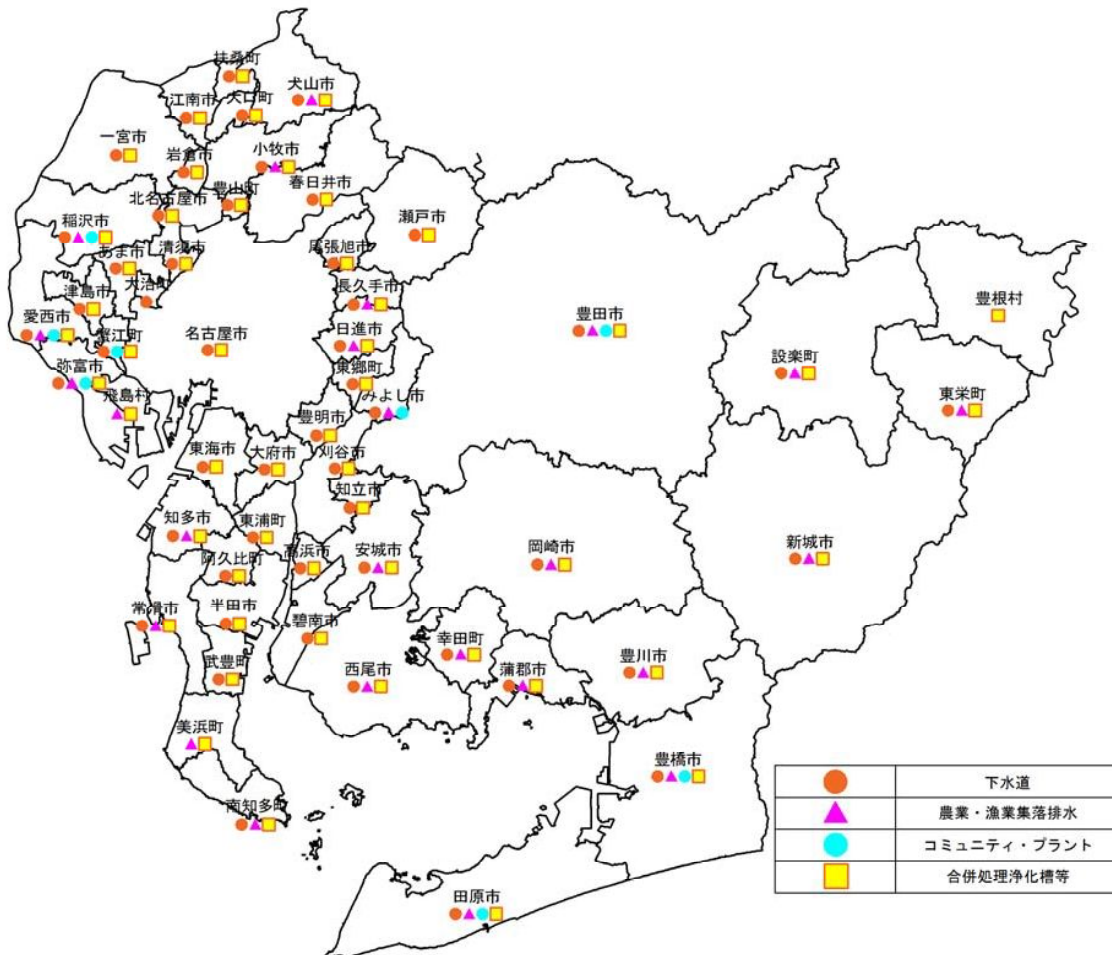 扶桑町
犬山市
江南市
大口町
一宮市
小牧市
岩倉市
春日井市
豊山町
北名古屋市
稲沢市
瀬戸市
尾張旭市
清須市
あま市
大治町
長久手市
津島市
豊根村
愛西市
豊田市
名古屋市
日進市
蟹江町
設楽町
弥富市
東郷町
飛島村
みよし市
東栄町
豊明市
東海市
大府市
刈谷市
知立市
知多市
東浦町
岡崎市
新城市
高浜市
安城市
阿久比町
常滑市
半田市
碧南市
幸田町
豊川市
武豊町
西尾市
蒲郡市
美浜町
豊橋市
南知多町
田原市
下水道
農業・漁業集落排水
コミュニティ・プラント
合併処理浄化槽等